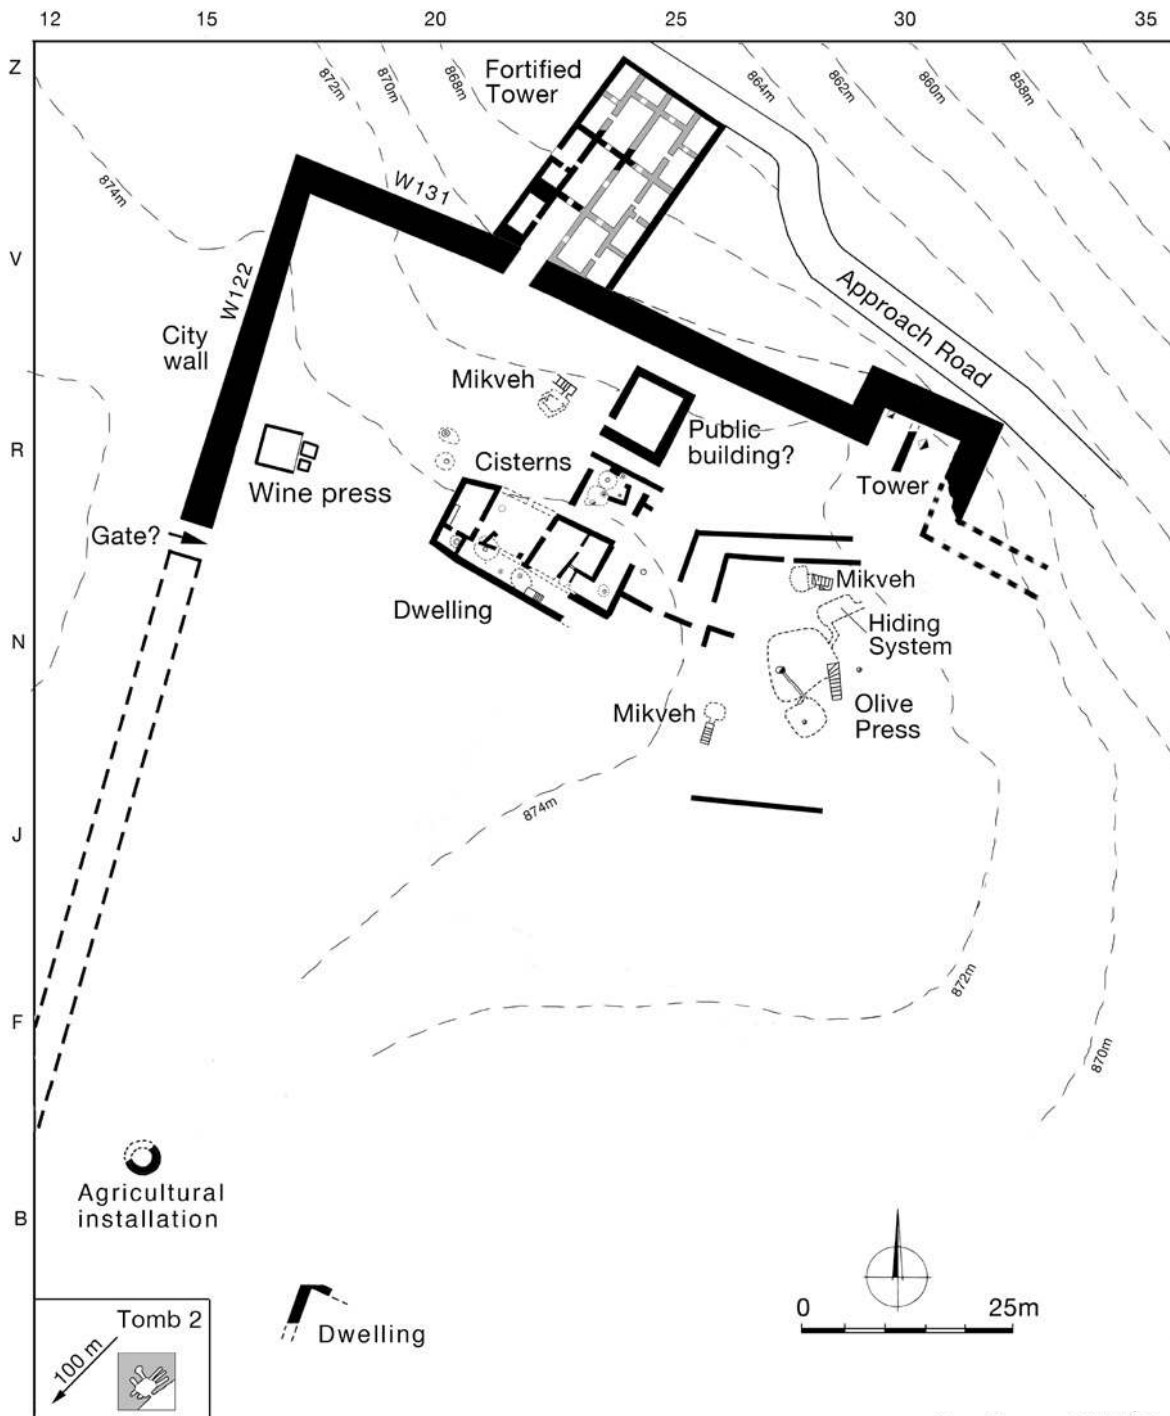 12 15 20 25 30 35
Z
V
R
N
J
F
B
Fortified
Tower
872m
870m
868m
864m
862m
860m
858m
874m
W131
W122
City
wall
Approach Road
Mikveh
Public
building?
Cisterns
Wine press
Tower
Gate?
Mikveh
Dwelling
Hiding
System
Mikveh
Olive
Press
874m
872m
870m
Agricultural
installation
Tomb 2
100 m
Dwelling
0 25m